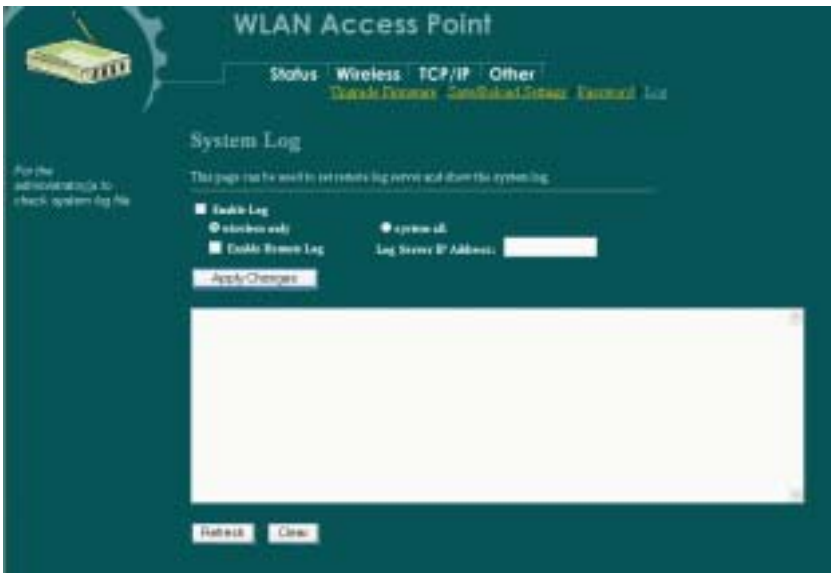 WLAN Access Point
Status Wireless TCP/IP Other
Upgrade Firmware Save/Reload Settings Password Log
System Log
For the
administrator(s to
check system log file
This page can be used to set remote log server and show the system log.
Enable Log
wireless only system all
Enable Remote Log Log Server IP Address:
Apply Changes
Refresh Clear